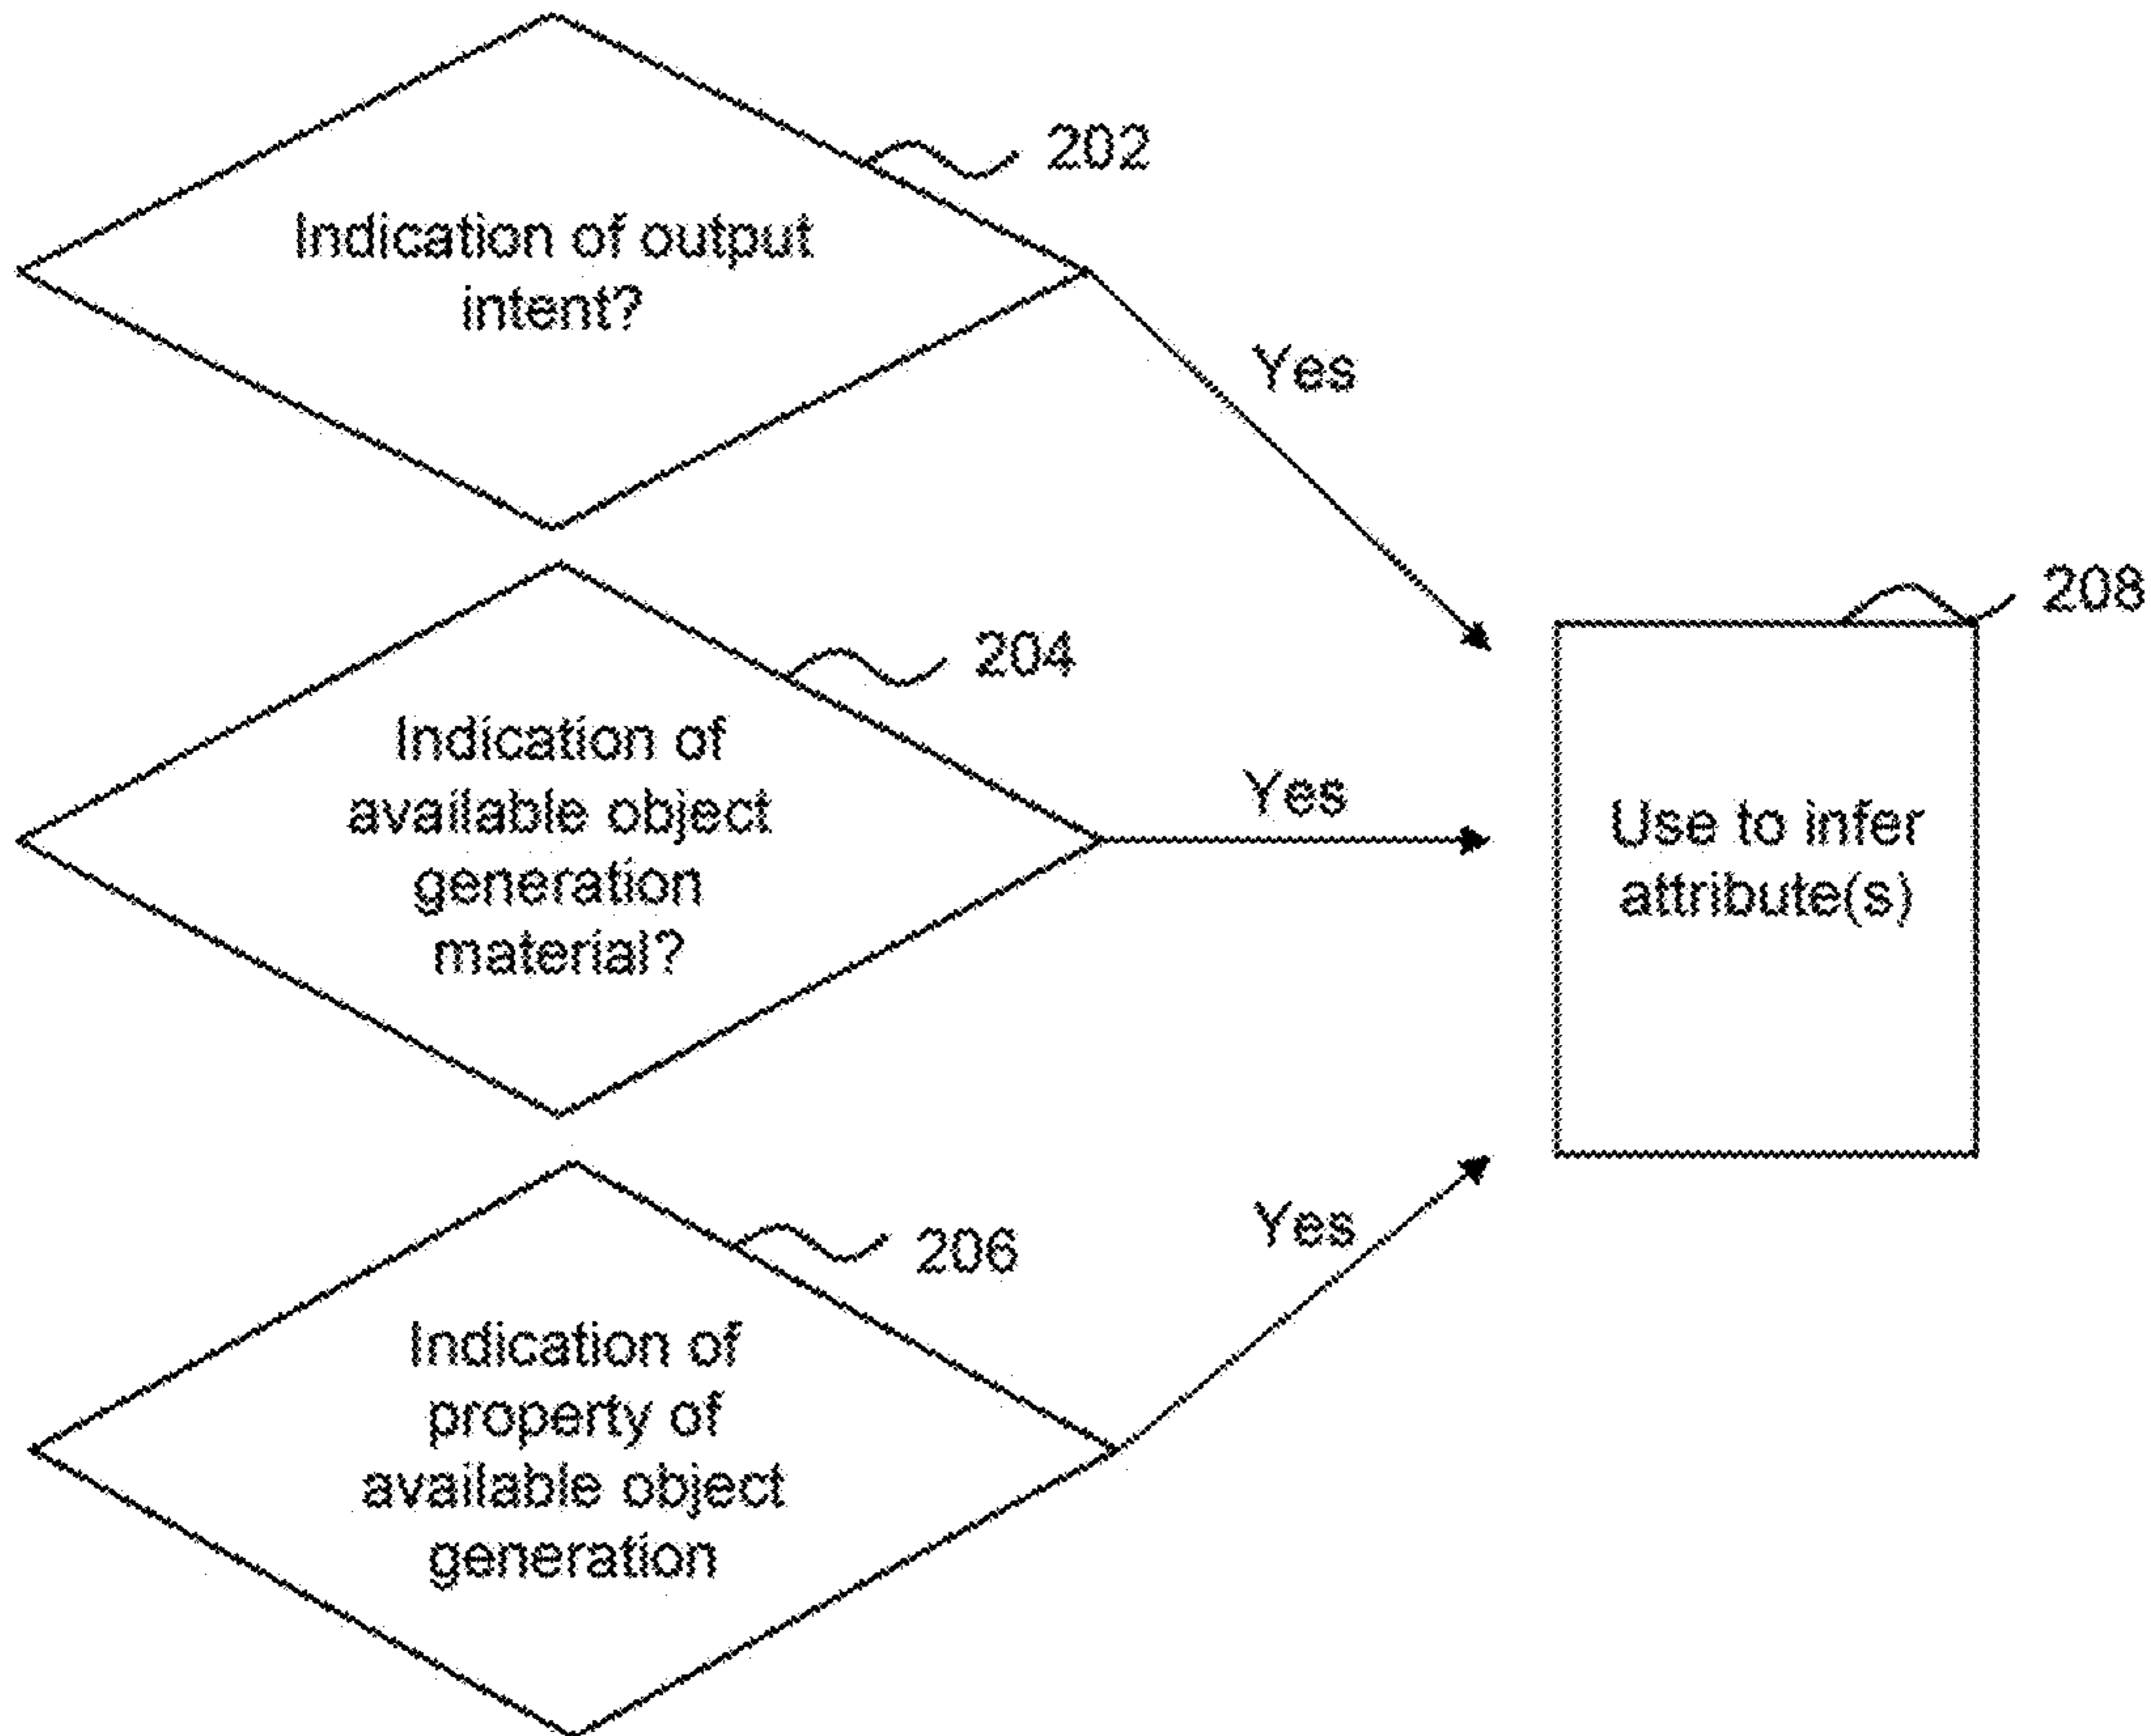 202
Indication of output
intent?
Yes
204
Indication of
available object
generation
material?
Yes
208
Use to infer
attribute(s)
206
Indication of
property of
available object
generation
Yes